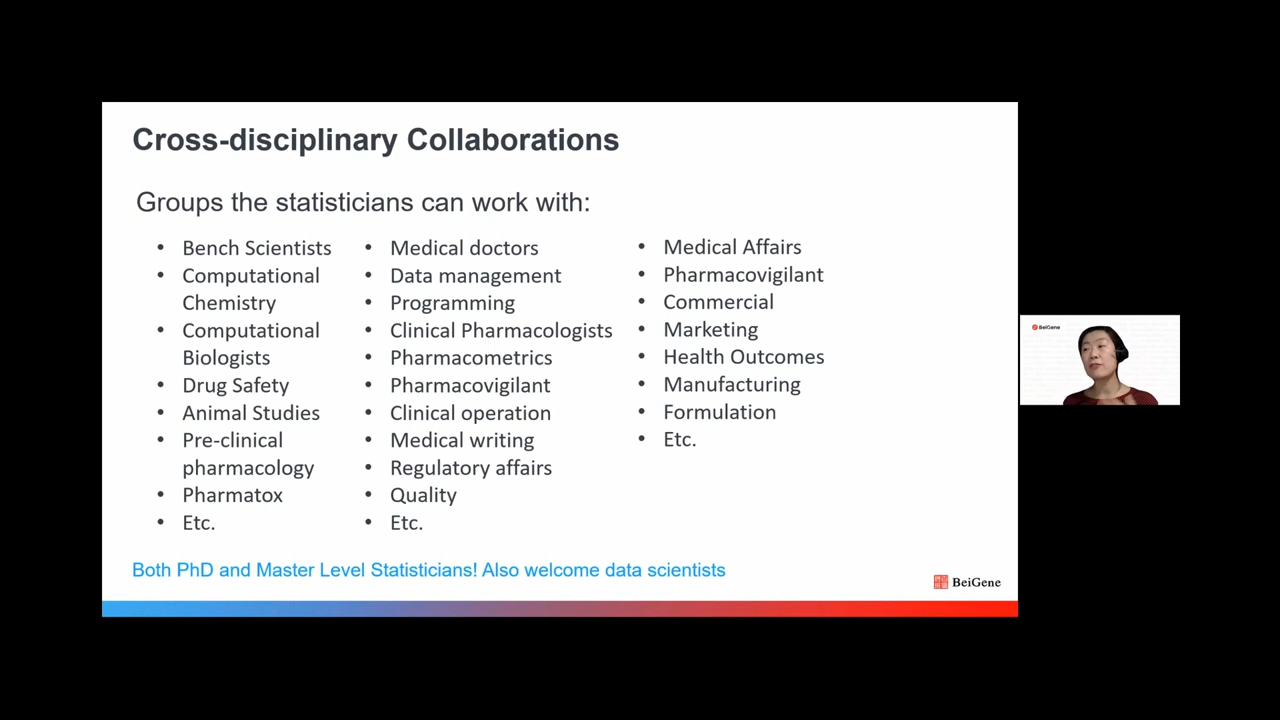 Cross-disciplinary Collaborations
Groups the statisticians can work with:
• Bench Scientists
• Computational
Chemistry
• Computational
Biologists
• Drug Safety
• Animal Studies
• Pre-clinical
pharmacology
• Pharmatox
• Etc.
• Medical doctors
• Data management
• Programming
• Clinical Pharmacologists
• Pharmacometrics
• Pharmacovigilant
• Clinical operation
• Medical writing
• Regulatory affairs
• Quality
• Etc.
• Medical Affairs
• Pharmacovigilant
• Commercial
• Marketing
• Health Outcomes
• Manufacturing
• Formulation
• Etc.
Both PhD and Master Level Statisticians! Also welcome data scientists
BeiGene
BeiGene